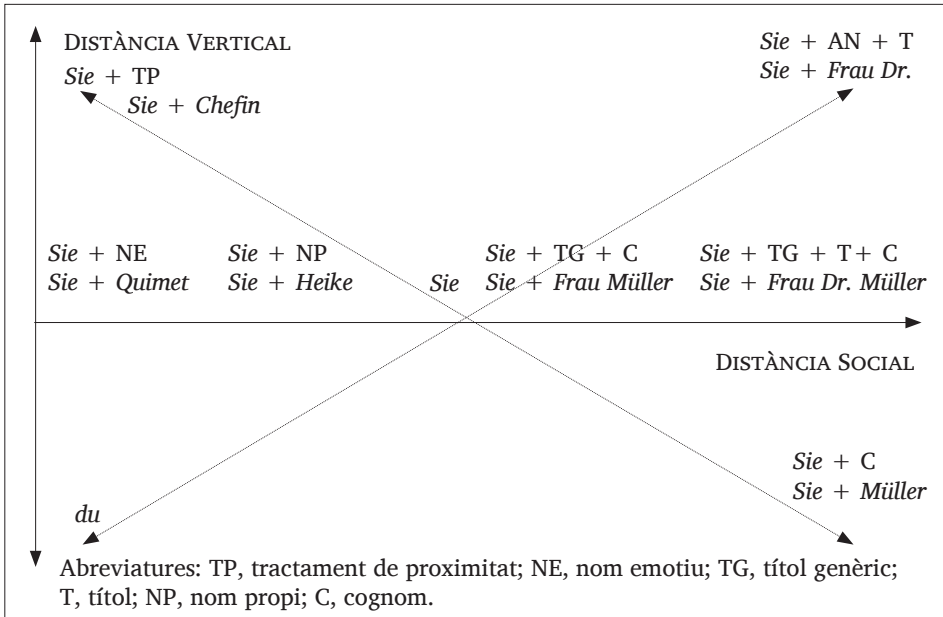 DISTÀNCIA VERTICAL
Sie + AN + T
Sie + TP
Sie + Frau Dr.
Sie + Chefin
Sie + NE
Sie + NP
Sie + TG + C
Sie + TG + T+ C
Sie + Quimet
Sie + Heike
Sie
Sie + Frau Müller
Sie + Frau Dr. Müller
DISTÀNCIA SOCIAL
Sie + C
Sie + Müller
du
Abreviatures: TP, tractament de proximitat; NE, nom emotiu; TG, títol genèric;
T, títol; NP, nom propi; C, cognom.